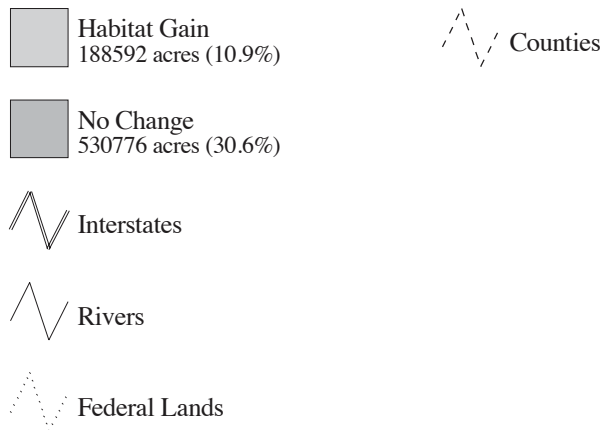 Habitat Gain
188592 acres (10.9%)
No Change
530776 acres (30.6%)
Interstates
Rivers
Federal Lands
Counties